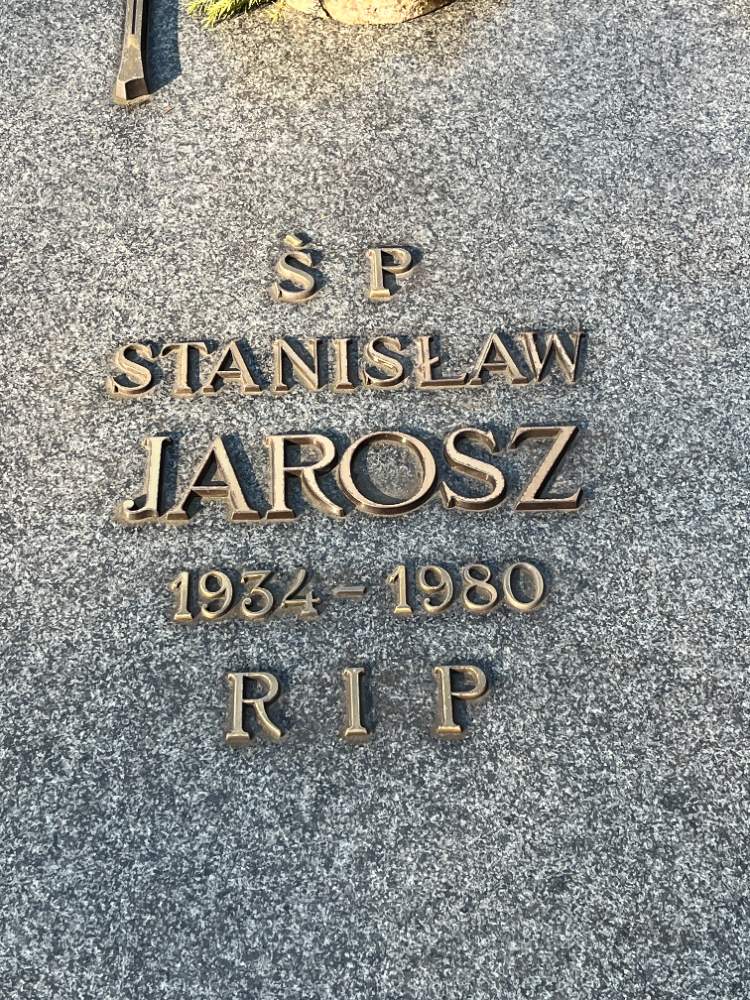 Ś P
STANISŁAW
JAROSZ
1934 – 1980
R I P